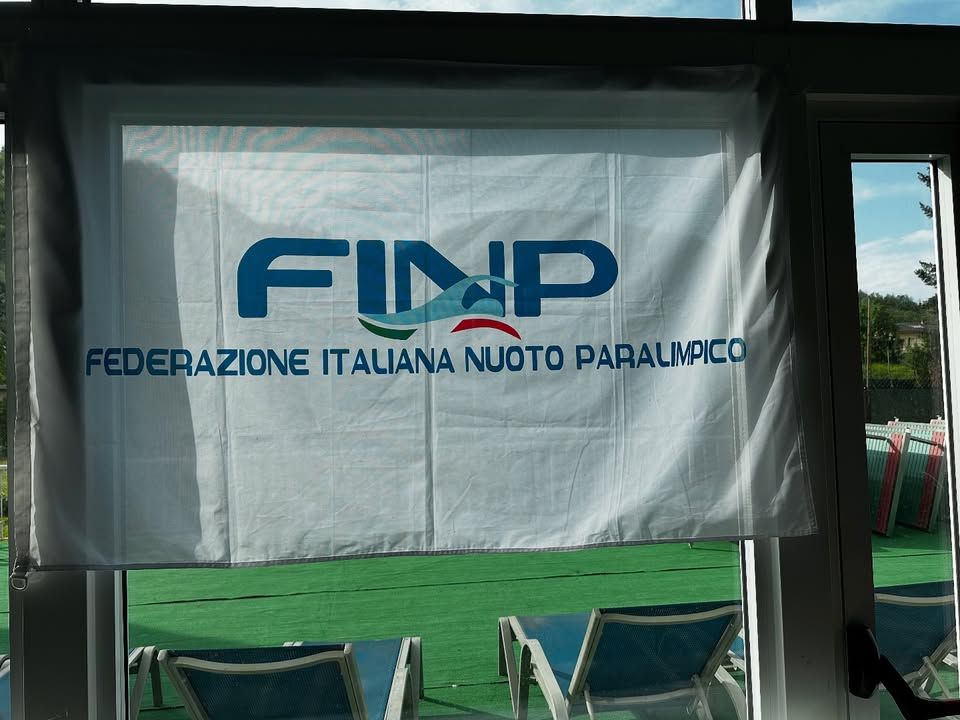 FINP
FEDERAZIONE ITALIANA NUOTO PARALIMPICO